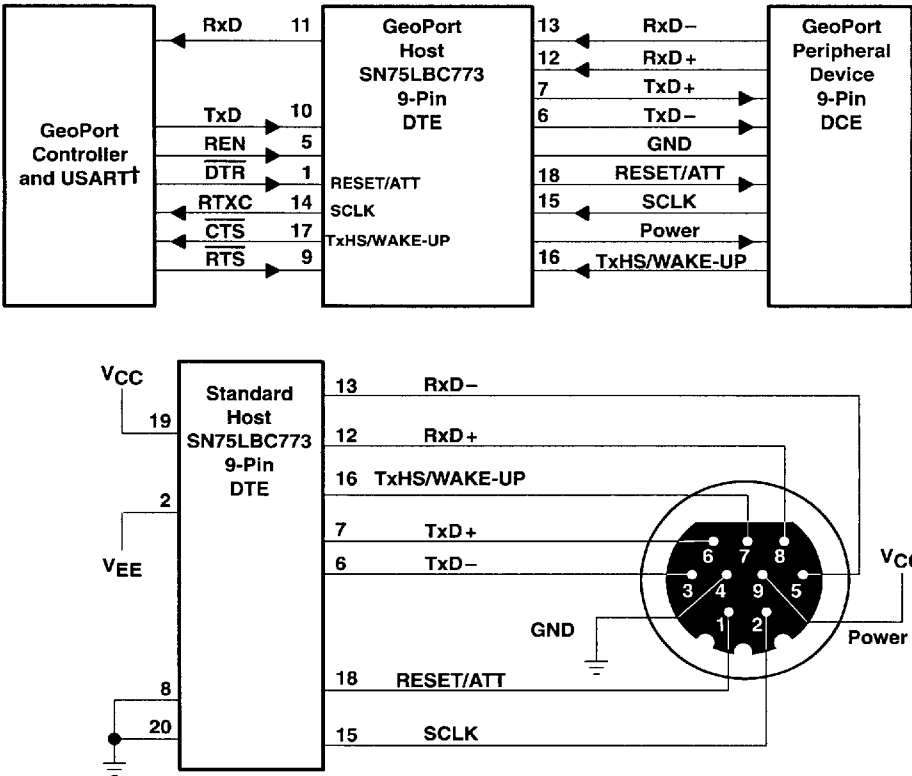 GeoPort
Controller
and USART†
RxD 11
TxD 10
REN 5
DTR 1
RTXC 14
CTS 17
RTS 9
GeoPort
Host
SN75LBC773
9-Pin
DTE
RESET/ATT
SCLK
TxHS/WAKE-UP
13 RxD−
12 RxD+
7 TxD+
6 TxD−
GND
18 RESET/ATT
15 SCLK
Power
16 TxHS/WAKE-UP
GeoPort
Peripheral
Device
9-Pin
DCE
VCC
19
2
VEE
8
20
Standard
Host
SN75LBC773
9-Pin
DTE
13 RxD−
12 RxD+
16 TxHS/WAKE-UP
7 TxD+
6 TxD−
GND
18 RESET/ATT
15 SCLK
6 7 8
3 4 9 5
1 2
VCC
Power